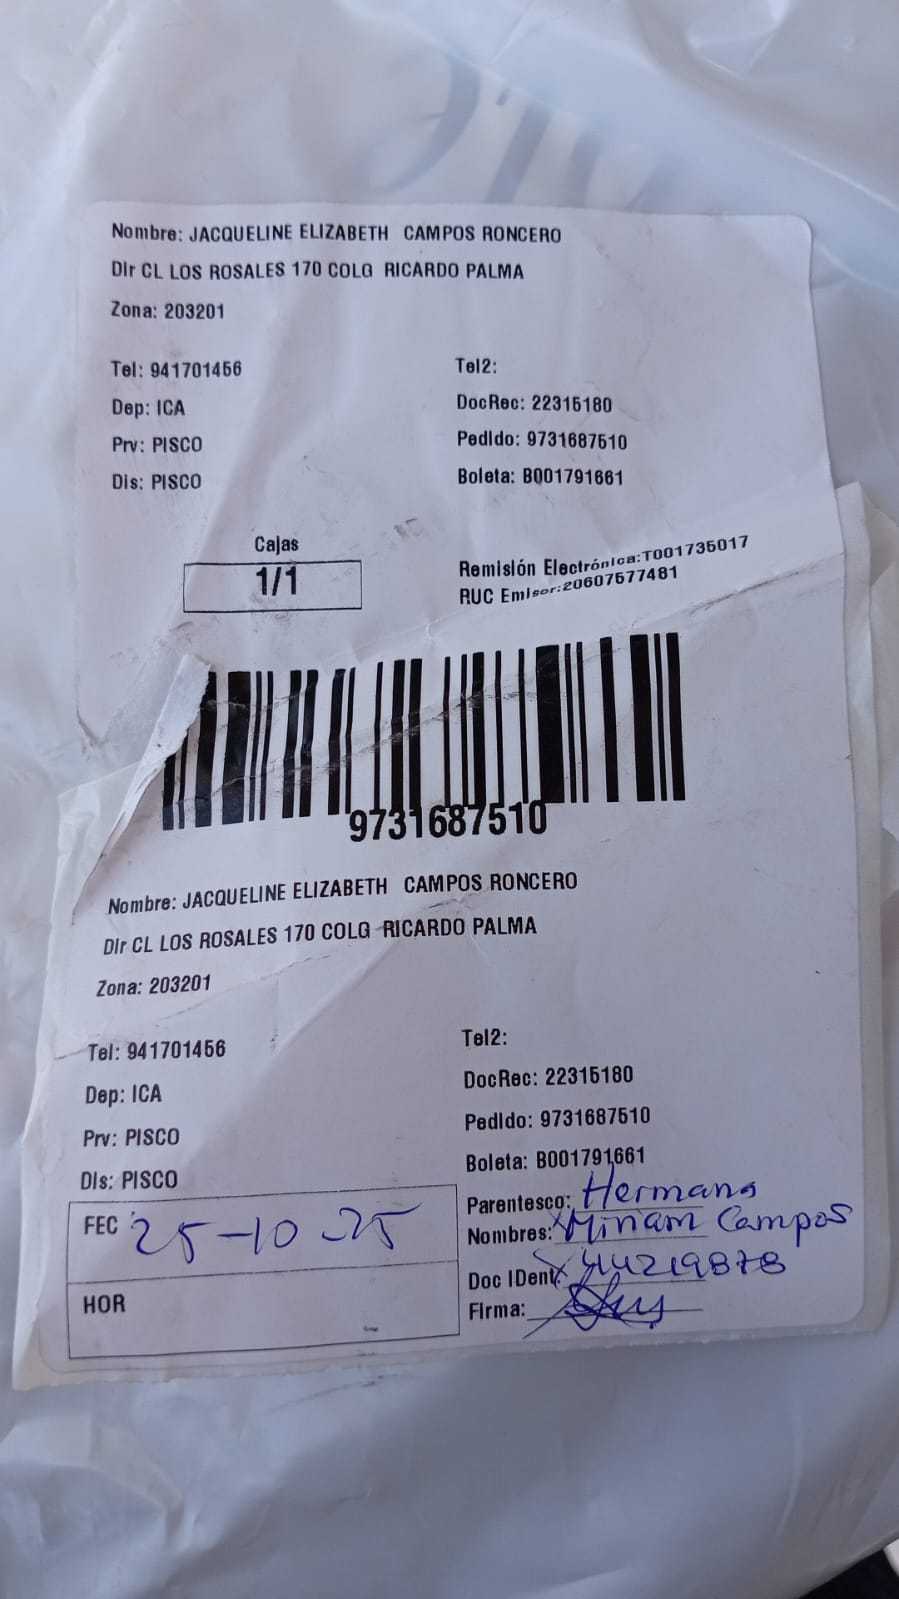 Nombre: JACQUELINE ELIZABETH CAMPOS RONCERO
Dir CL LOS ROSALES 170 COLG RICARDO PALMA
Zona: 203201
Tel: 941701456
Tel2:
Dep: ICA
DocRec: 22315180
Prv: PISCO
Pedido: 9731687510
Dis: PISCO
Boleta: B001791661
Cajas
1/1
Remisión Electrónica:T001735017
RUC Emisor:20607577481
9731687510
Nombre: JACQUELINE ELIZABETH CAMPOS RONCERO
Dir CL LOS ROSALES 170 COLG RICARDO PALMA
Zona: 203201
Tel: 941701456
Tel2:
Dep: ICA
DocRec: 22315180
Prv: PISCO
Pedido: 9731687510
Dis: PISCO
Boleta: B001791661
FEC 25-10-25
HOR
Parentesco: Hermana
Nombres: Miriam Campos
Doc IDent: 44219878
Firma: